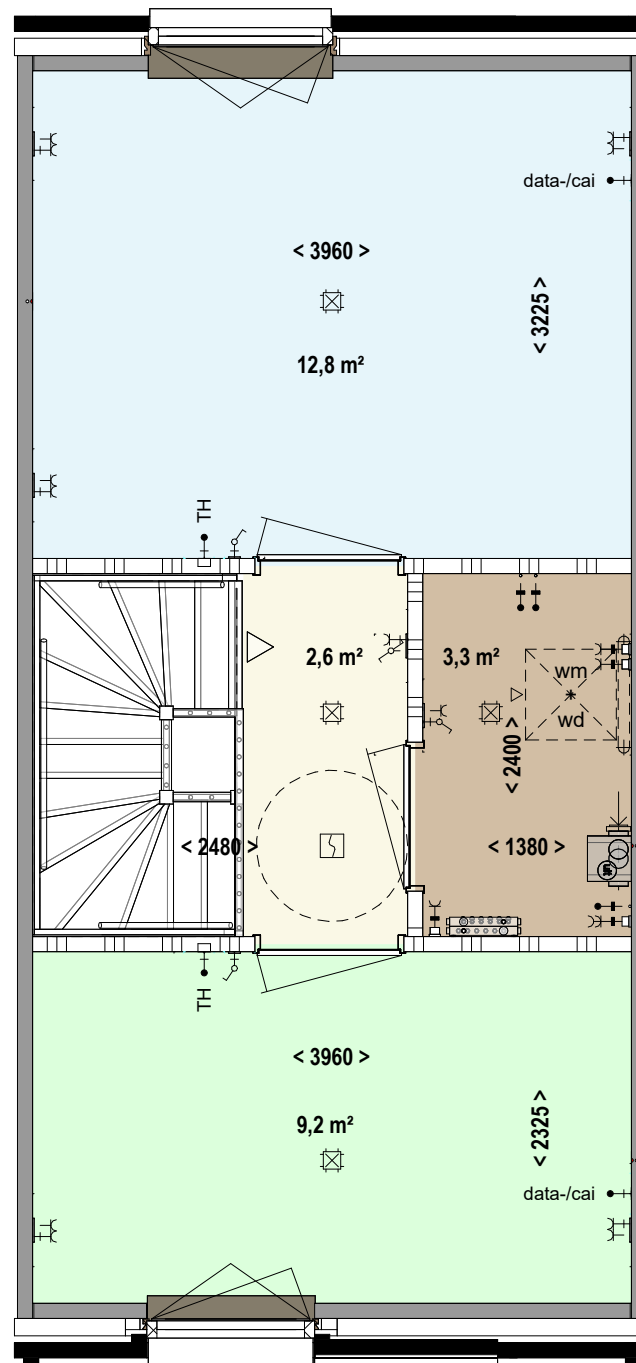 data-/cai
< 3960 >
< 3225 >
12,8 m²
TH
2,6 m²
3,3 m²
wm
wd
< 2400 >
< 2480 >
< 1380 >
TH
< 3960 >
9,2 m²
< 2325 >
data-/cai